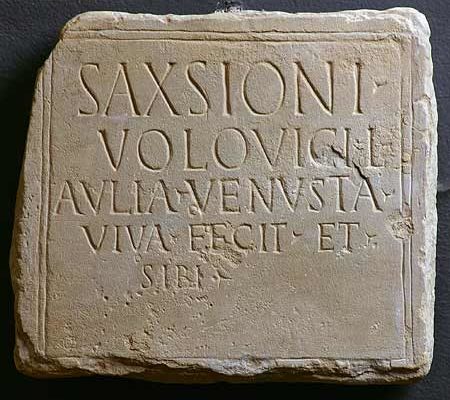 SAXSIONI·
VOLOVICI L
AVLIA·VENVSTA·
VIVA·FECIT·ET·
SIBI·